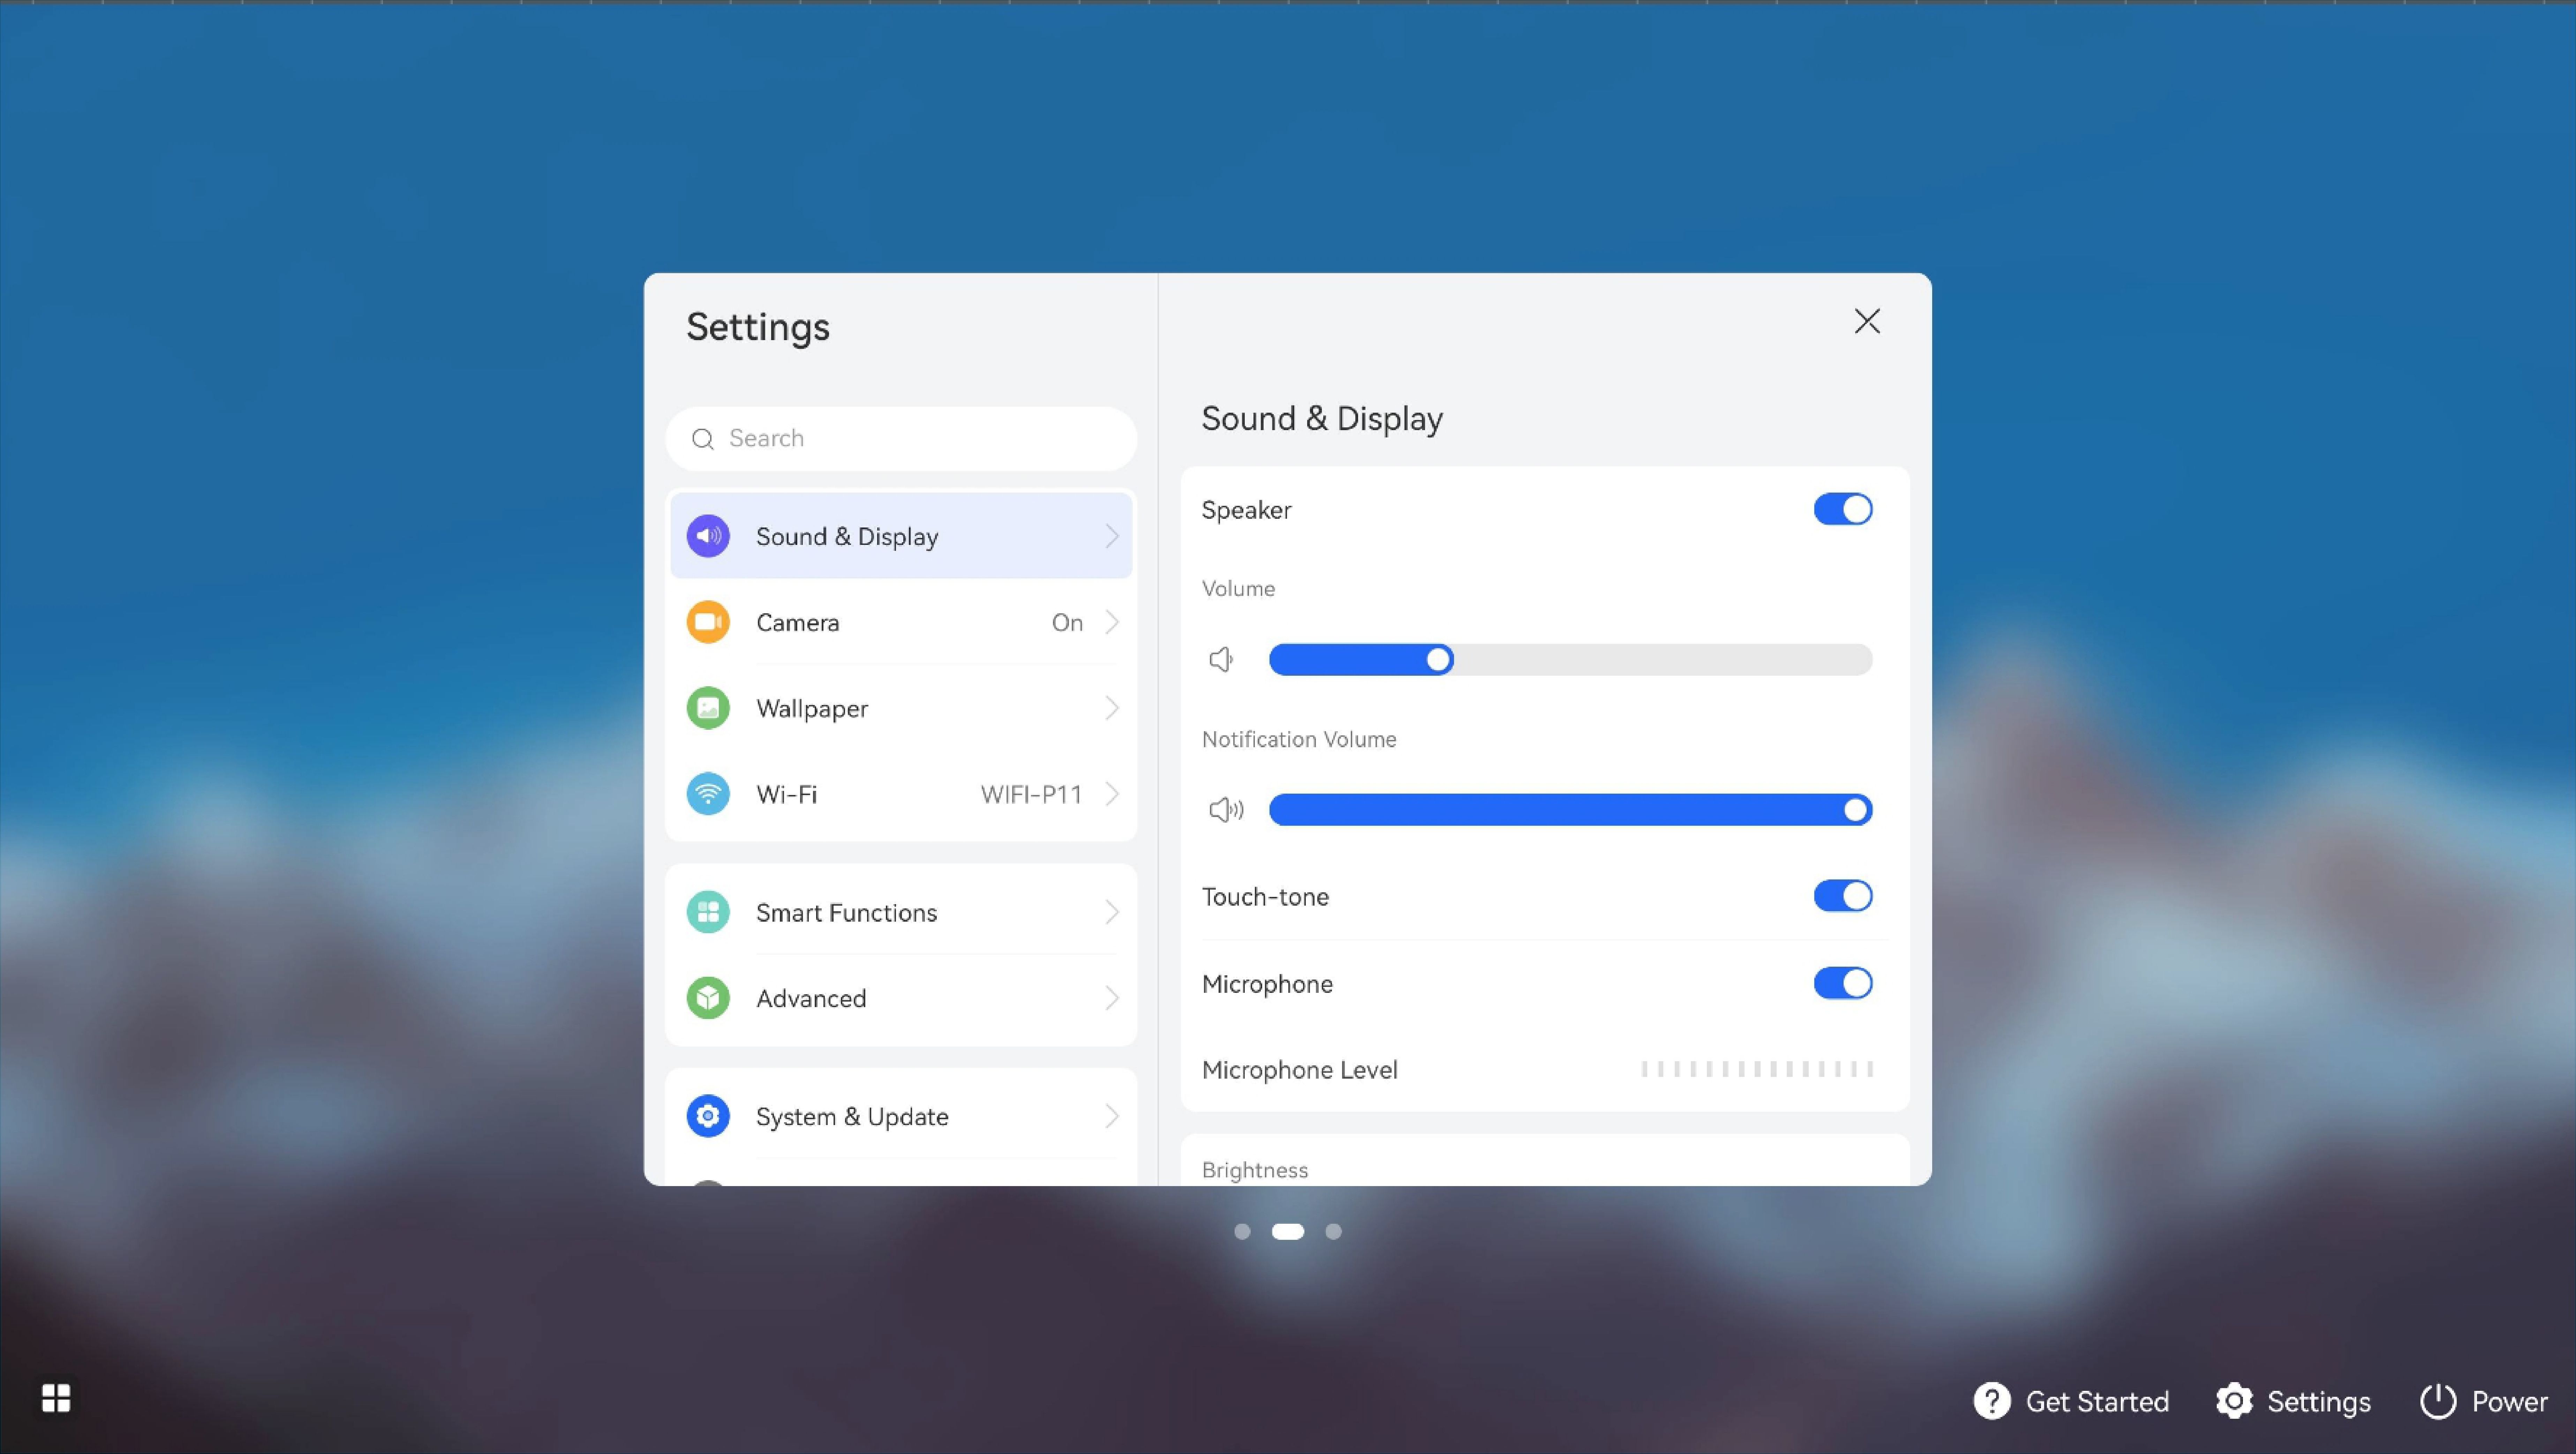 Settings
Search
Sound & Display
Camera On
Wallpaper
Wi-Fi WIFI-P11
Smart Functions
Advanced
System & Update
Sound & Display
Speaker
Volume
Notification Volume
Touch-tone
Microphone
Microphone Level
Brightness
? Get Started
Settings
Power